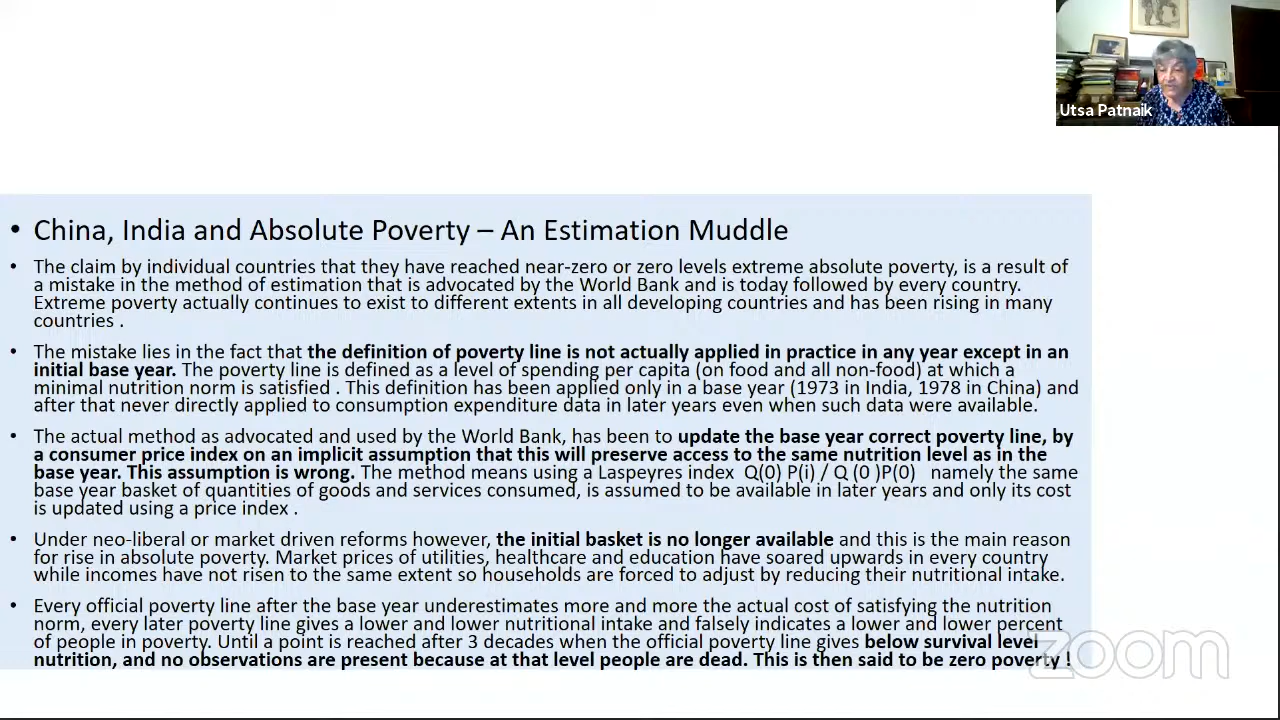 Utsa Patnaik
• China, India and Absolute Poverty – An Estimation Muddle
• The claim by individual countries that they have reached near-zero or zero levels extreme absolute poverty, is a result of
a mistake in the method of estimation that is advocated by the World Bank and is today followed by every country.
Extreme poverty actually continues to exist to different extents in all developing countries and has been rising in many
countries .
• The mistake lies in the fact that the definition of poverty line is not actually applied in practice in any year except in an
initial base year. The poverty line is defined as a level of spending per capita (on food and all non-food) at which a
minimal nutrition norm is satisfied . This definition has been applied only in a base year (1973 in India, 1978 in China) and
after that never directly applied to consumption expenditure data in later years even when such data were available.
• The actual method as advocated and used by the World Bank, has been to update the base year correct poverty line, by
a consumer price index on an implicit assumption that this will preserve access to the same nutrition level as in the
base year. This assumption is wrong. The method means using a Laspeyres index Q(0) P(i) / Q (0 )P(0) namely the same
base year basket of quantities of goods and services consumed, is assumed to be available in later years and only its cost
is updated using a price index .
• Under neo-liberal or market driven reforms however, the initial basket is no longer available and this is the main reason
for rise in absolute poverty. Market prices of utilities, healthcare and education have soared upwards in every country
while incomes have not risen to the same extent so households are forced to adjust by reducing their nutritional intake.
• Every official poverty line after the base year underestimates more and more the actual cost of satisfying the nutrition
norm, every later poverty line gives a lower and lower nutritional intake and falsely indicates a lower and lower percent
of people in poverty. Until a point is reached after 3 decades when the official poverty line gives below survival level
nutrition, and no observations are present because at that level people are dead. This is then said to be zero poverty !
zoom